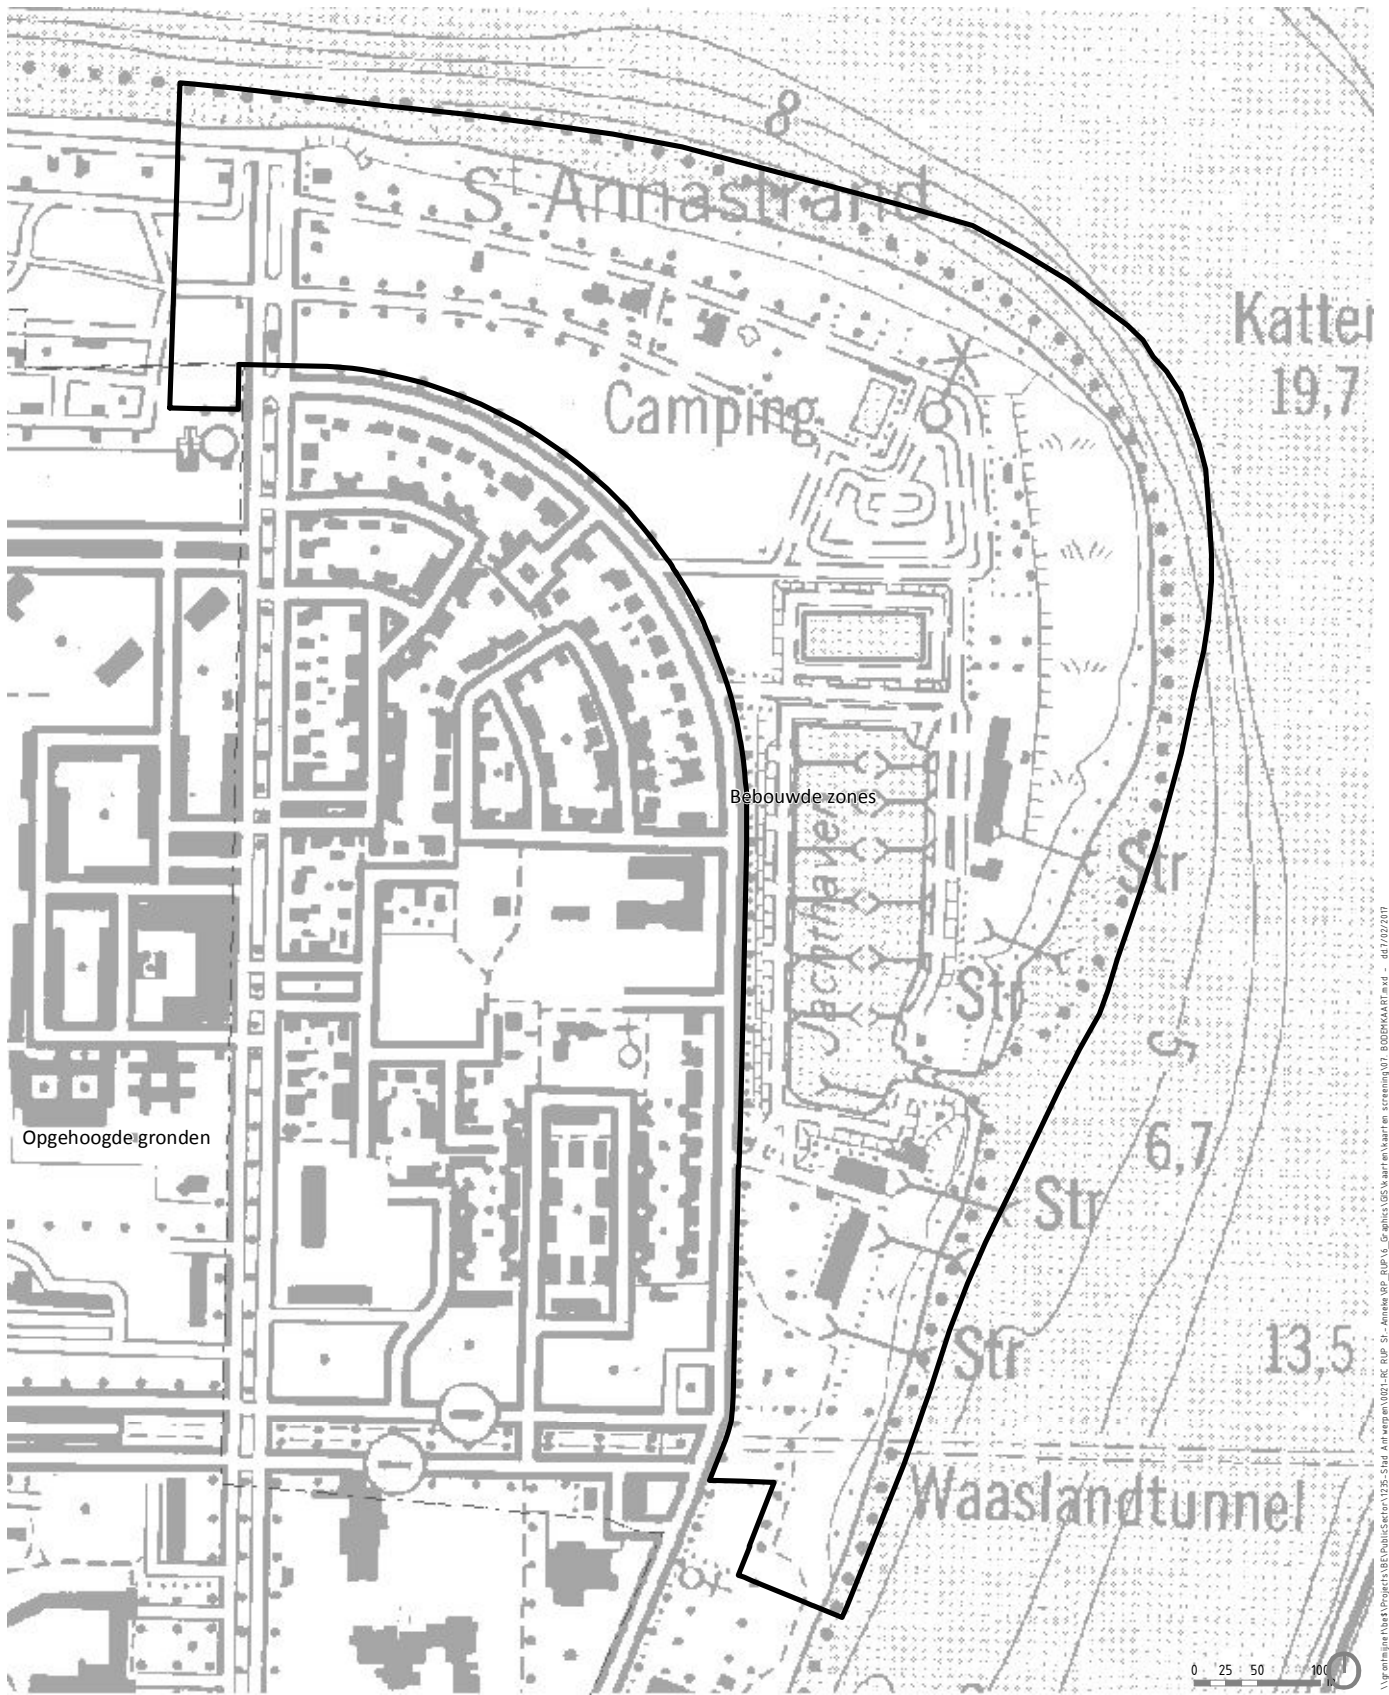 8
St Annastrand
Katten
19,7
Camping
Bebouwde zones
Jachthaven
Str
Str
5
6,7
Opgehoogde gronden
Str
Str
13,5
Waaslandtunnel
0 25 50 100